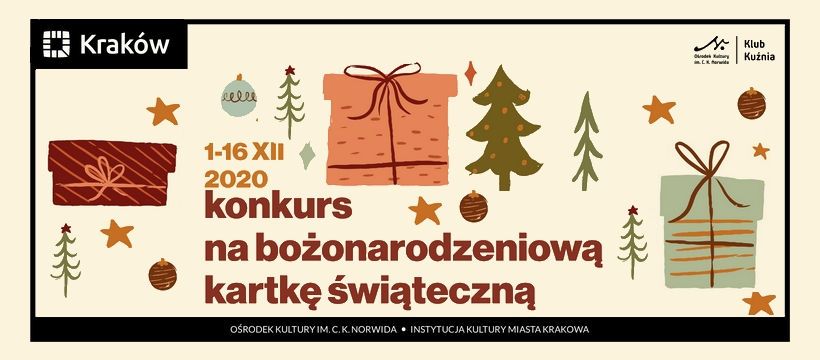 Kraków
Ośrodek Kultury
im. C. K. Norwida
Klub
Kuźnia
1-16 XII
2020
konkurs
na bożonarodzeniową
kartkę świąteczną
OŚRODEK KULTURY IM. C. K. NORWIDA • INSTYTUCJA KULTURY MIASTA KRAKOWA